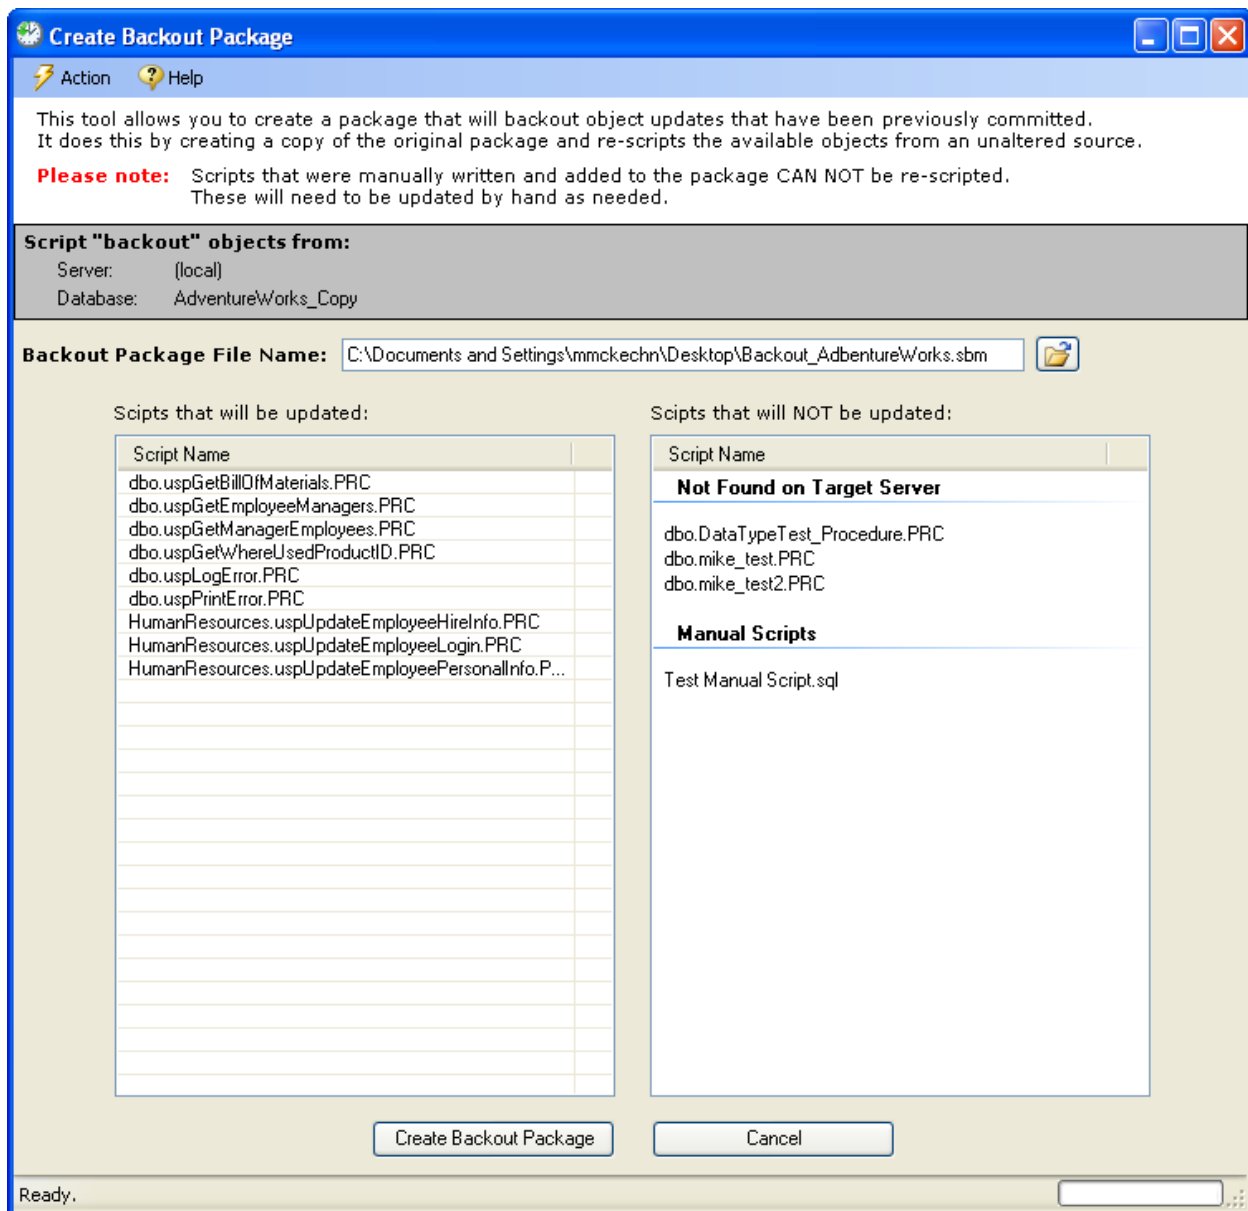 Create Backout Package
Action Help
This tool allows you to create a package that will backout object updates that have been previously committed.
It does this by creating a copy of the original package and re-scripts the available objects from an unaltered source.
Please note: Scripts that were manually written and added to the package CAN NOT be re-scripted.
These will need to be updated by hand as needed.
Script "backout" objects from:
Server: (local)
Database: AdventureWorks_Copy
Backout Package File Name: C:\Documents and Settings\mmckechn\Desktop\Backout_AdbentureWorks.sbm
Scipts that will be updated:
Script Name
dbo.uspGetBillOfMaterials.PRC
dbo.uspGetEmployeeManagers.PRC
dbo.uspGetManagerEmployees.PRC
dbo.uspGetWhereUsedProductID.PRC
dbo.uspLogError.PRC
dbo.uspPrintError.PRC
HumanResources.uspUpdateEmployeeHireInfo.PRC
HumanResources.uspUpdateEmployeeLogin.PRC
HumanResources.uspUpdateEmployeePersonalInfo.P...
Scipts that will NOT be updated:
Script Name
Not Found on Target Server
dbo.DataTypeTest_Procedure.PRC
dbo.mike_test.PRC
dbo.mike_test2.PRC
Manual Scripts
Test Manual Script.sql
Create Backout Package Cancel
Ready.